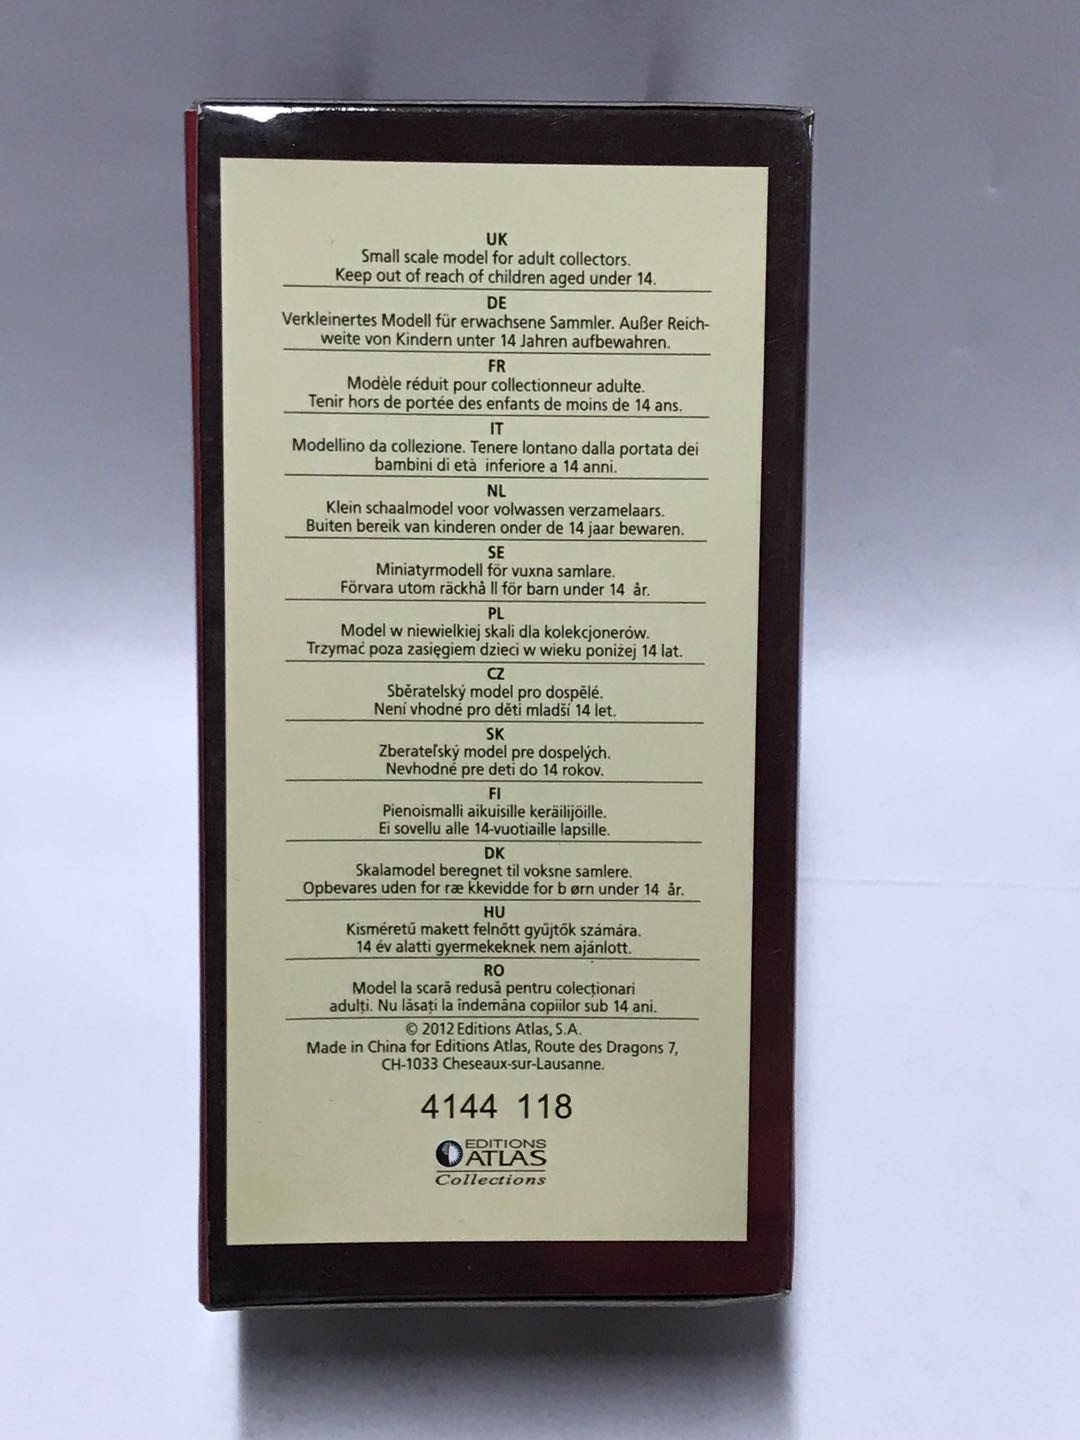 UK
Small scale model for adult collectors.
Keep out of reach of children aged under 14.
DE
Verkleinertes Modell für erwachsene Sammler. Außer Reich-
weite von Kindern unter 14 Jahren aufbewahren.
FR
Modèle réduit pour collectionneur adulte.
Tenir hors de portée des enfants de moins de 14 ans.
IT
Modellino da collezione. Tenere lontano dalla portata dei
bambini di età inferiore a 14 anni.
NL
Klein schaalmodel voor volwassen verzamelaars.
Buiten bereik van kinderen onder de 14 jaar bewaren.
SE
Miniatyrmodell för vuxna samlare.
Förvara utom räckhå ll för barn under 14 år.
PL
Model w niewielkiej skali dla kolekcjonerów.
Trzymać poza zasięgiem dzieci w wieku poniżej 14 lat.
CZ
Sběratelský model pro dospělé.
Není vhodné pro děti mladší 14 let.
SK
Zberateľský model pre dospelých.
Nevhodné pre deti do 14 rokov.
FI
Pienoismalli aikuisille keräilijöille.
Ei sovellu alle 14-vuotiaille lapsille.
DK
Skalamodel beregnet til voksne samlere.
Opbevares uden for ræ kkevidde for b ørn under 14 år.
HU
Kisméretű makett felnőtt gyűjtők számára.
14 év alatti gyermekeknek nem ajánlott.
RO
Model la scară redusă pentru colecționari
adulți. Nu lăsați la îndemâna copiilor sub 14 ani.
© 2012 Editions Atlas, S.A.
Made in China for Editions Atlas, Route des Dragons 7,
CH-1033 Cheseaux-sur-Lausanne.
4144 118
EDITIONS
ATLAS
Collections